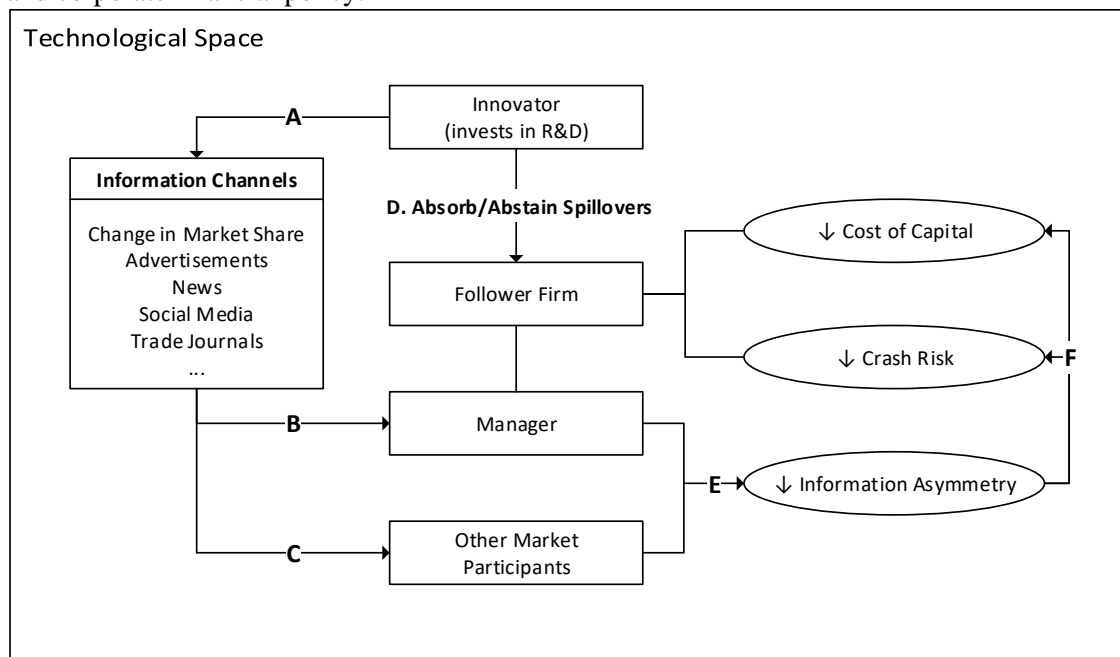 Technological Space
Innovator
(invests in R&D)
A
Information Channels
Change in Market Share
Advertisements
News
Social Media
Trade Journals
...
D. Absorb/Abstain Spillovers
Follower Firm
↓ Cost of Capital
↓ Crash Risk
F
B
Manager
E
↓ Information Asymmetry
C
Other Market
Participants